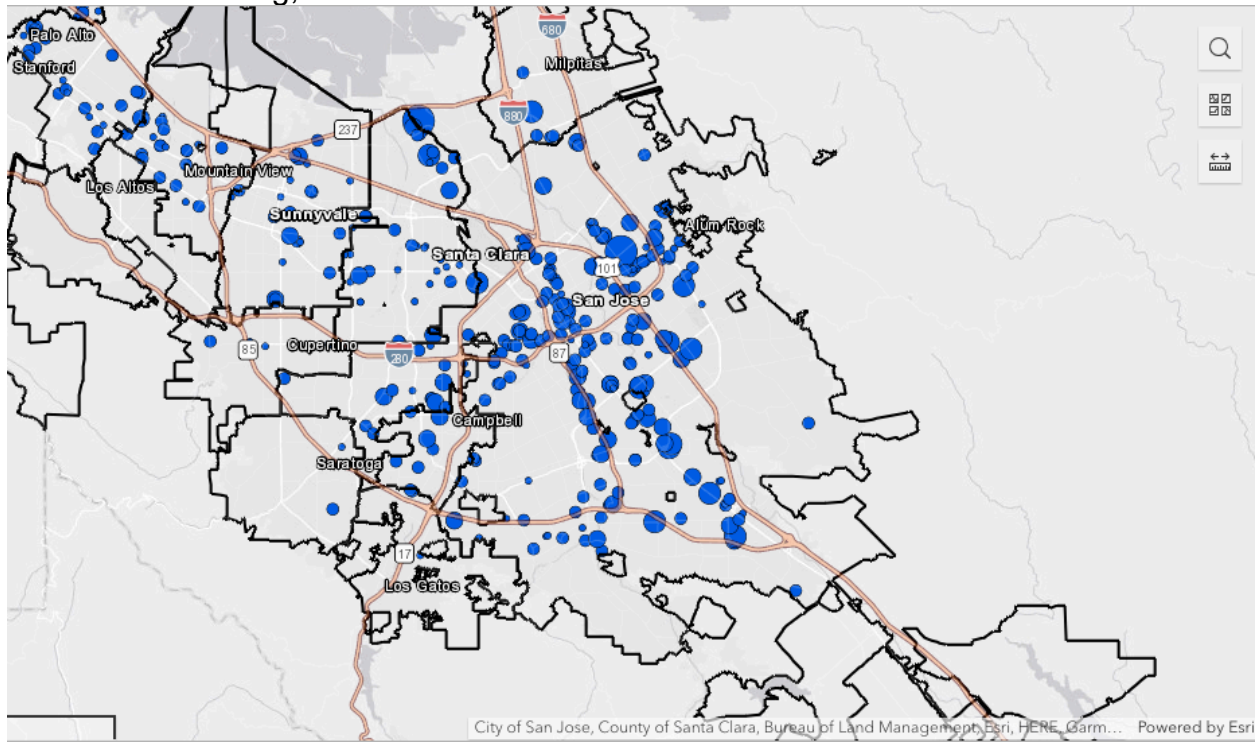 680
Palo Alto
Milpitas
Stanford
880
237
Mountain View
Los Altos
Sunnyvale
Alum Rock
Santa Clara
101
San Jose
Cupertino
85
280
87
Campbell
Saratoga
17
Los Gatos
City of San Jose, County of Santa Clara, Bureau of Land Management, Esri, HERE, Garm... Powered by Esri